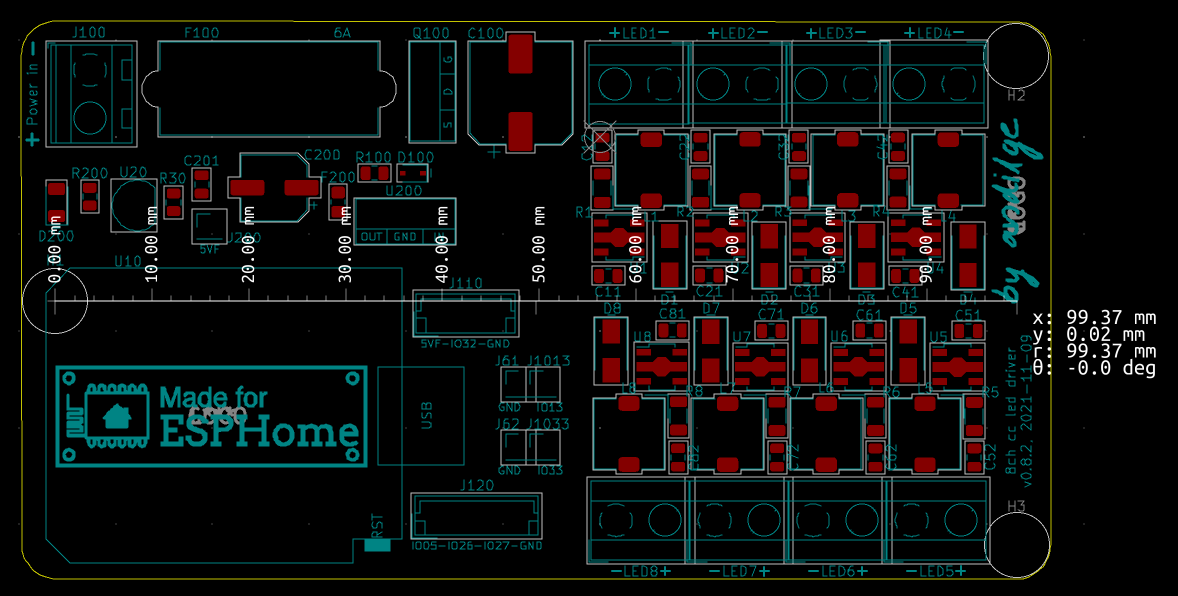 J100
F100
6A
Q100
C100
+LED1-
+LED2-
+LED3-
+LED4-
+ Power in -
G
D
S
H2
R200
U20
R30
C201
C200
F200
R100
D100
U200
OUT
GND
D200
5VF
U10
0.00 mm
10.00 mm
20.00 mm
30.00 mm
40.00 mm
50.00 mm
60.00 mm
70.00 mm
80.00 mm
90.00 mm
C11
C21
C31
C41
D1
D2
D3
D4
J110
5VF-IO32-GND
D8
D7
D6
D5
C81
C71
C61
C51
U8
U7
U6
U5
x: 99.37 mm
y: 0.02 mm
r: 99.37 mm
θ: -0.0 deg
J61
J1013
GND
IO13
J62
J1033
GND
IO33
Made for
ESPHome
USB
R5
C52
8ch cc led driver
v0.8.2, 2021-11-09
J120
IO05-IO26-IO27-GND
RST
H3
-LED8+
-LED7+
-LED6+
-LED5+